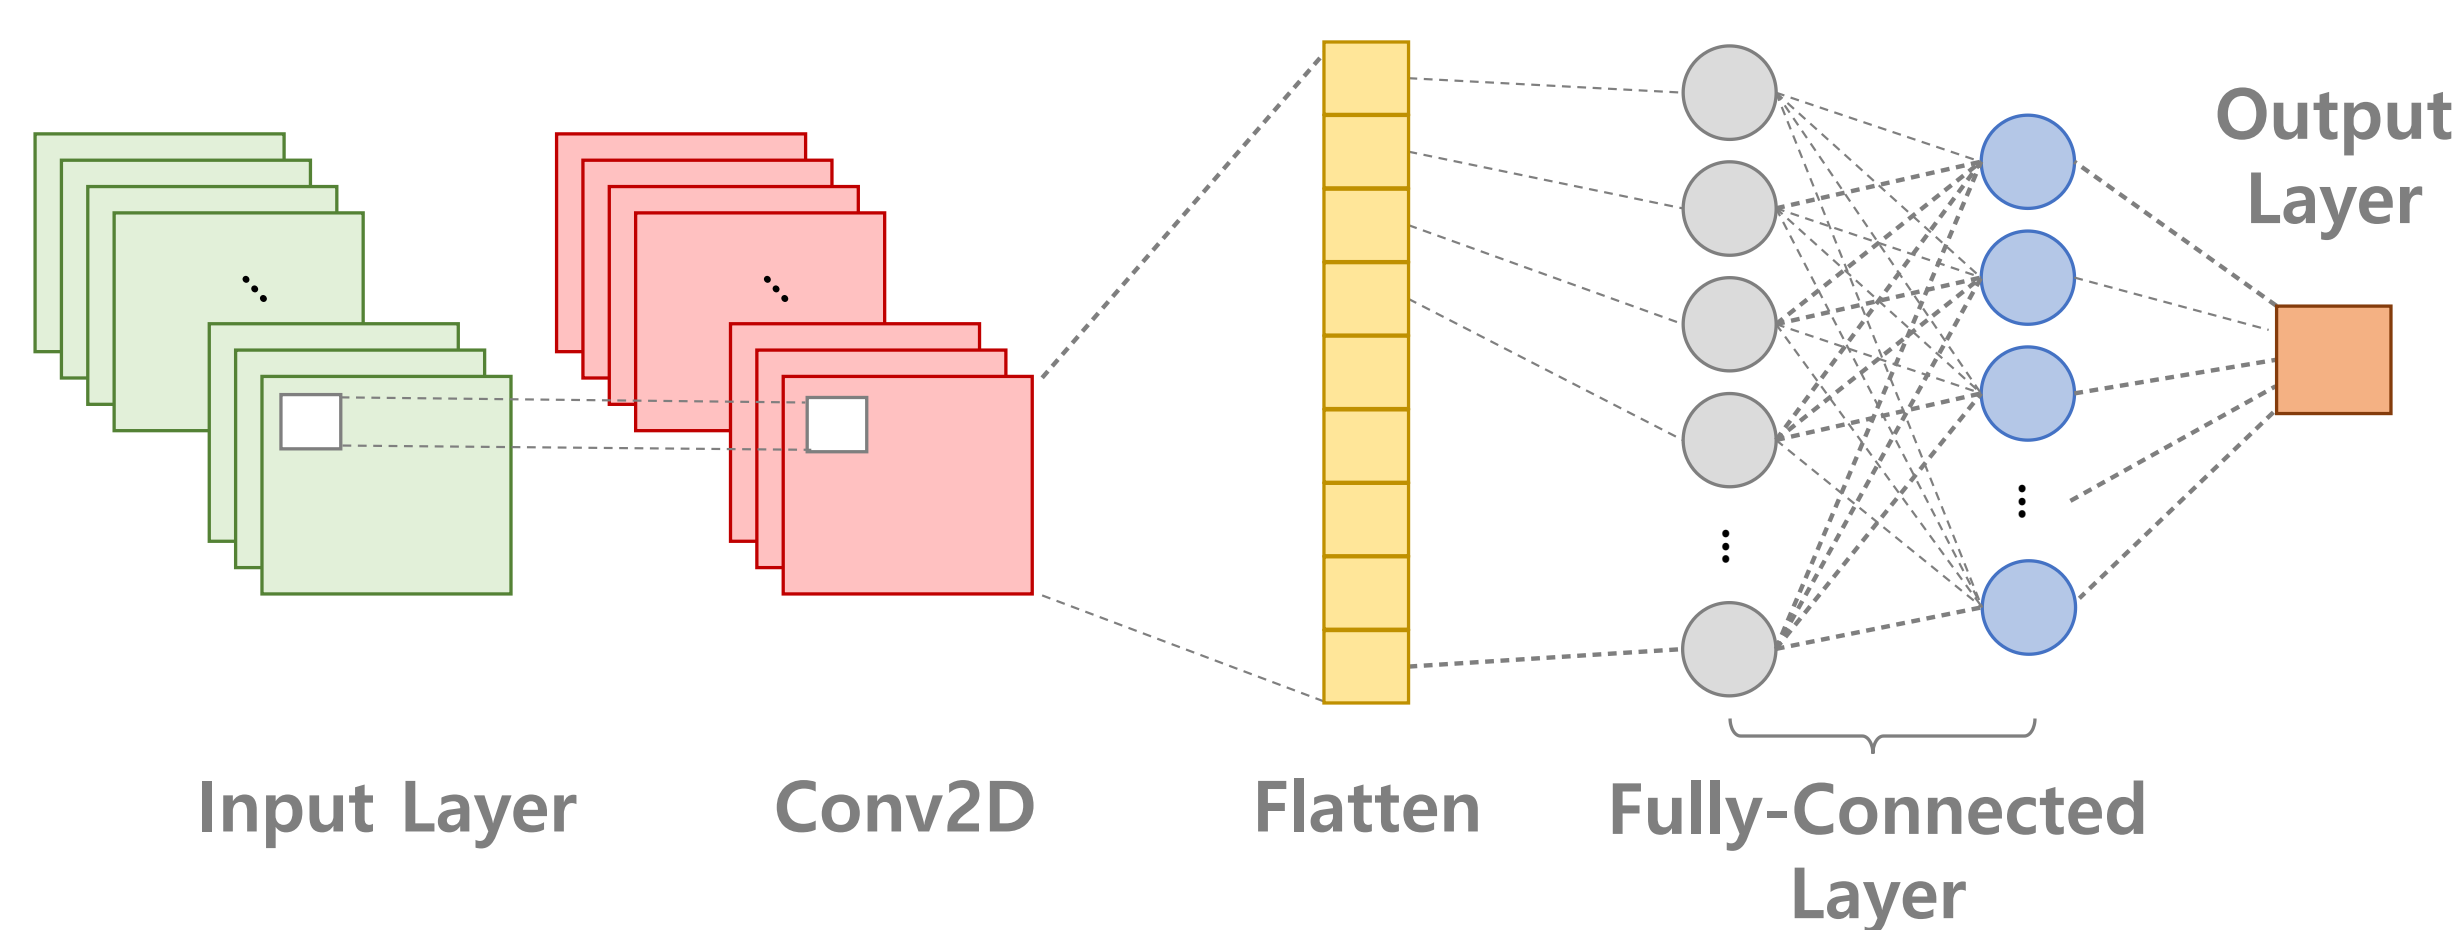 Input Layer
Conv2D
Flatten
Fully-Connected
Layer
Output
Layer